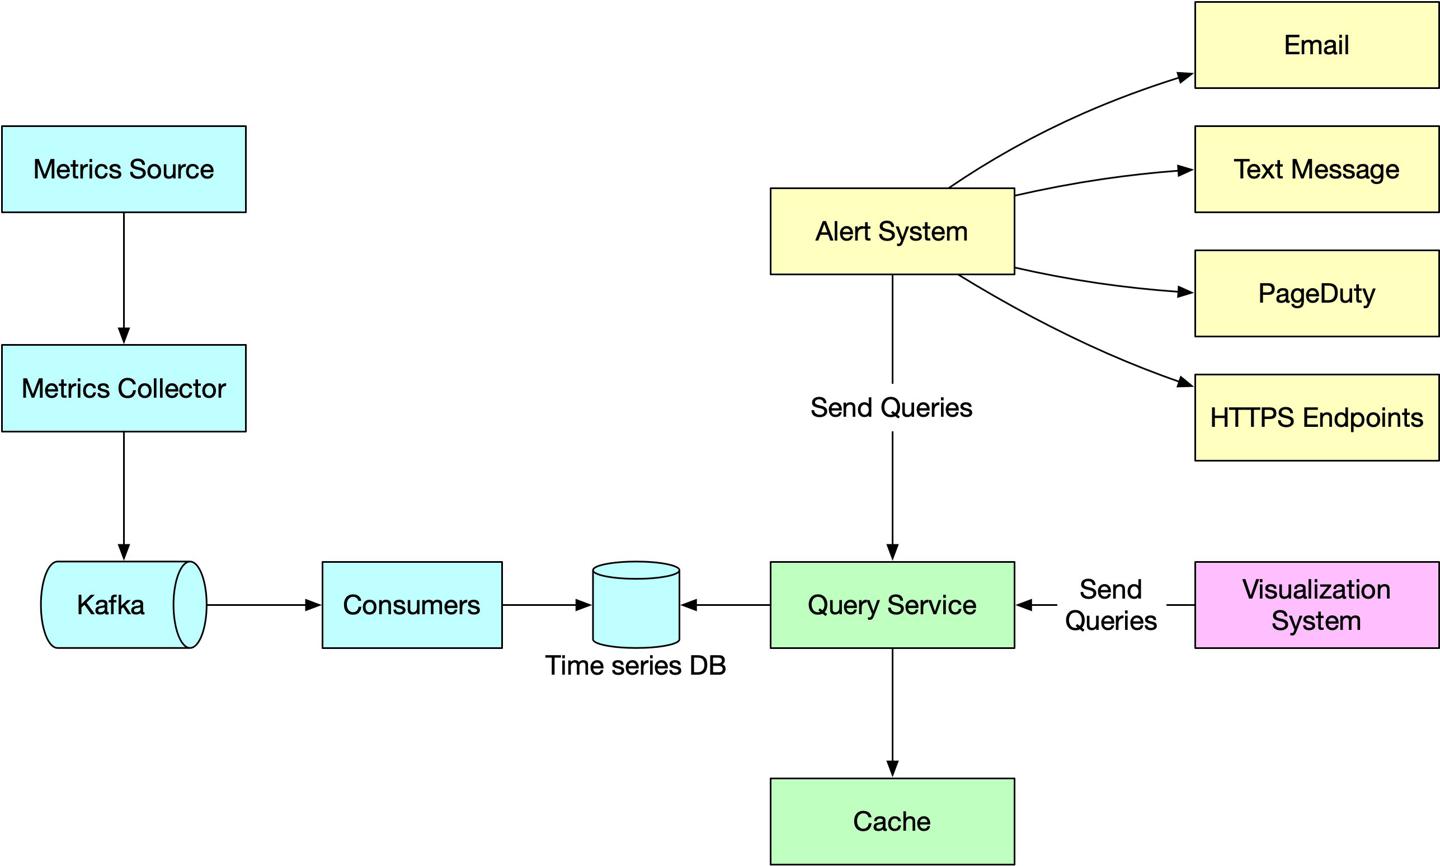 Email
Metrics Source
Text Message
Alert System
PageDuty
Metrics Collector
Send Queries
HTTPS Endpoints
Kafka
Consumers
Time series DB
Query Service
Send
Queries
Visualization
System
Cache